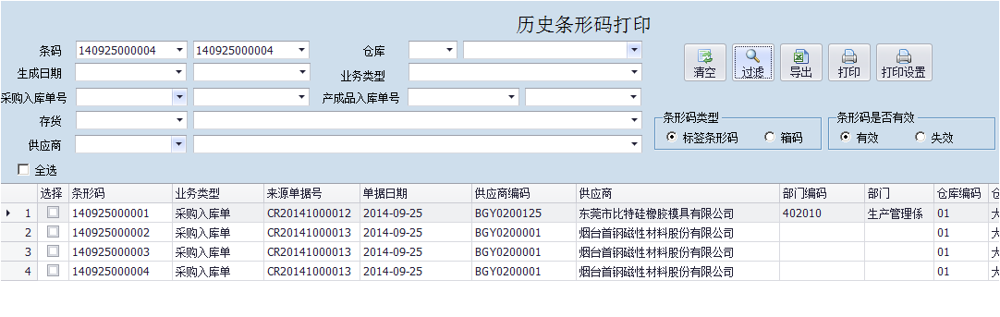 历史条形码打印
条码 140925000004 140925000004 仓库
生成日期 业务类型
采购入库单号 产成品入库单号
存货
供应商
清空 过滤 导出 打印 打印设置
条形码类型 条形码是否有效
标签条形码 箱码 有效 失效
全选
选择 条形码 业务类型 来源单据号 单据日期 供应商编码 供应商 部门编码 部门 仓库编码
1 140925000001 采购入库单 CR20141000012 2014-09-25 BGY0200125 东莞市比特硅橡胶模具有限公司 402010 生产管理係 01
2 140925000002 采购入库单 CR20141000013 2014-09-25 BGY0200001 烟台首钢磁性材料股份有限公司 01
3 140925000003 采购入库单 CR20141000013 2014-09-25 BGY0200001 烟台首钢磁性材料股份有限公司 01
4 140925000004 采购入库单 CR20141000013 2014-09-25 BGY0200001 烟台首钢磁性材料股份有限公司 01